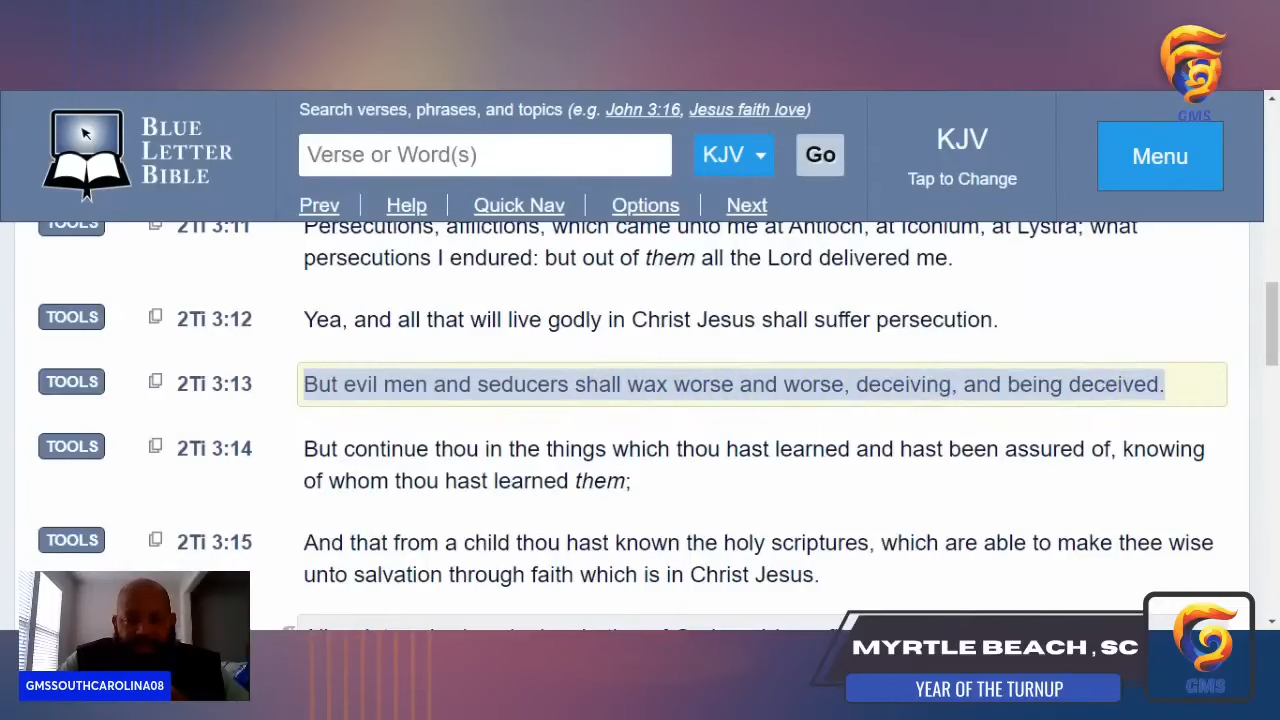 GMS
BLUE
LETTER
BIBLE
Search verses, phrases, and topics (e.g. John 3:16, Jesus faith love)
Verse or Word(s)
KJV
Go
KJV
Tap to Change
Menu
Prev
Help
Quick Nav
Options
Next
TOOLS 2Ti 3:11 Persecutions, afflictions, which came unto me at Antioch, at Iconium, at Lystra; what
persecutions I endured: but out of them all the Lord delivered me.
TOOLS 2Ti 3:12 Yea, and all that will live godly in Christ Jesus shall suffer persecution.
TOOLS 2Ti 3:13 But evil men and seducers shall wax worse and worse, deceiving, and being deceived.
TOOLS 2Ti 3:14 But continue thou in the things which thou hast learned and hast been assured of, knowing
of whom thou hast learned them;
TOOLS 2Ti 3:15 And that from a child thou hast known the holy scriptures, which are able to make thee wise
unto salvation through faith which is in Christ Jesus.
GMSSOUTHCAROLINA08
MYRTLE BEACH, SC
YEAR OF THE TURNUP
GMS